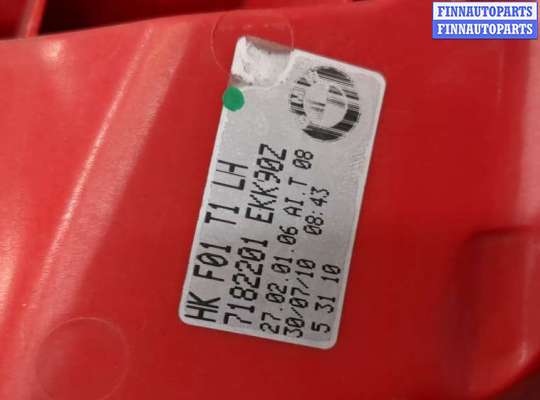 FINNAUTOPARTS
FINNAUTOPARTS
HK F01 T1 LH
7182201 EKK90Z
27.02.01.06 AI.T 08
30/07/10 08:43
5 31 10